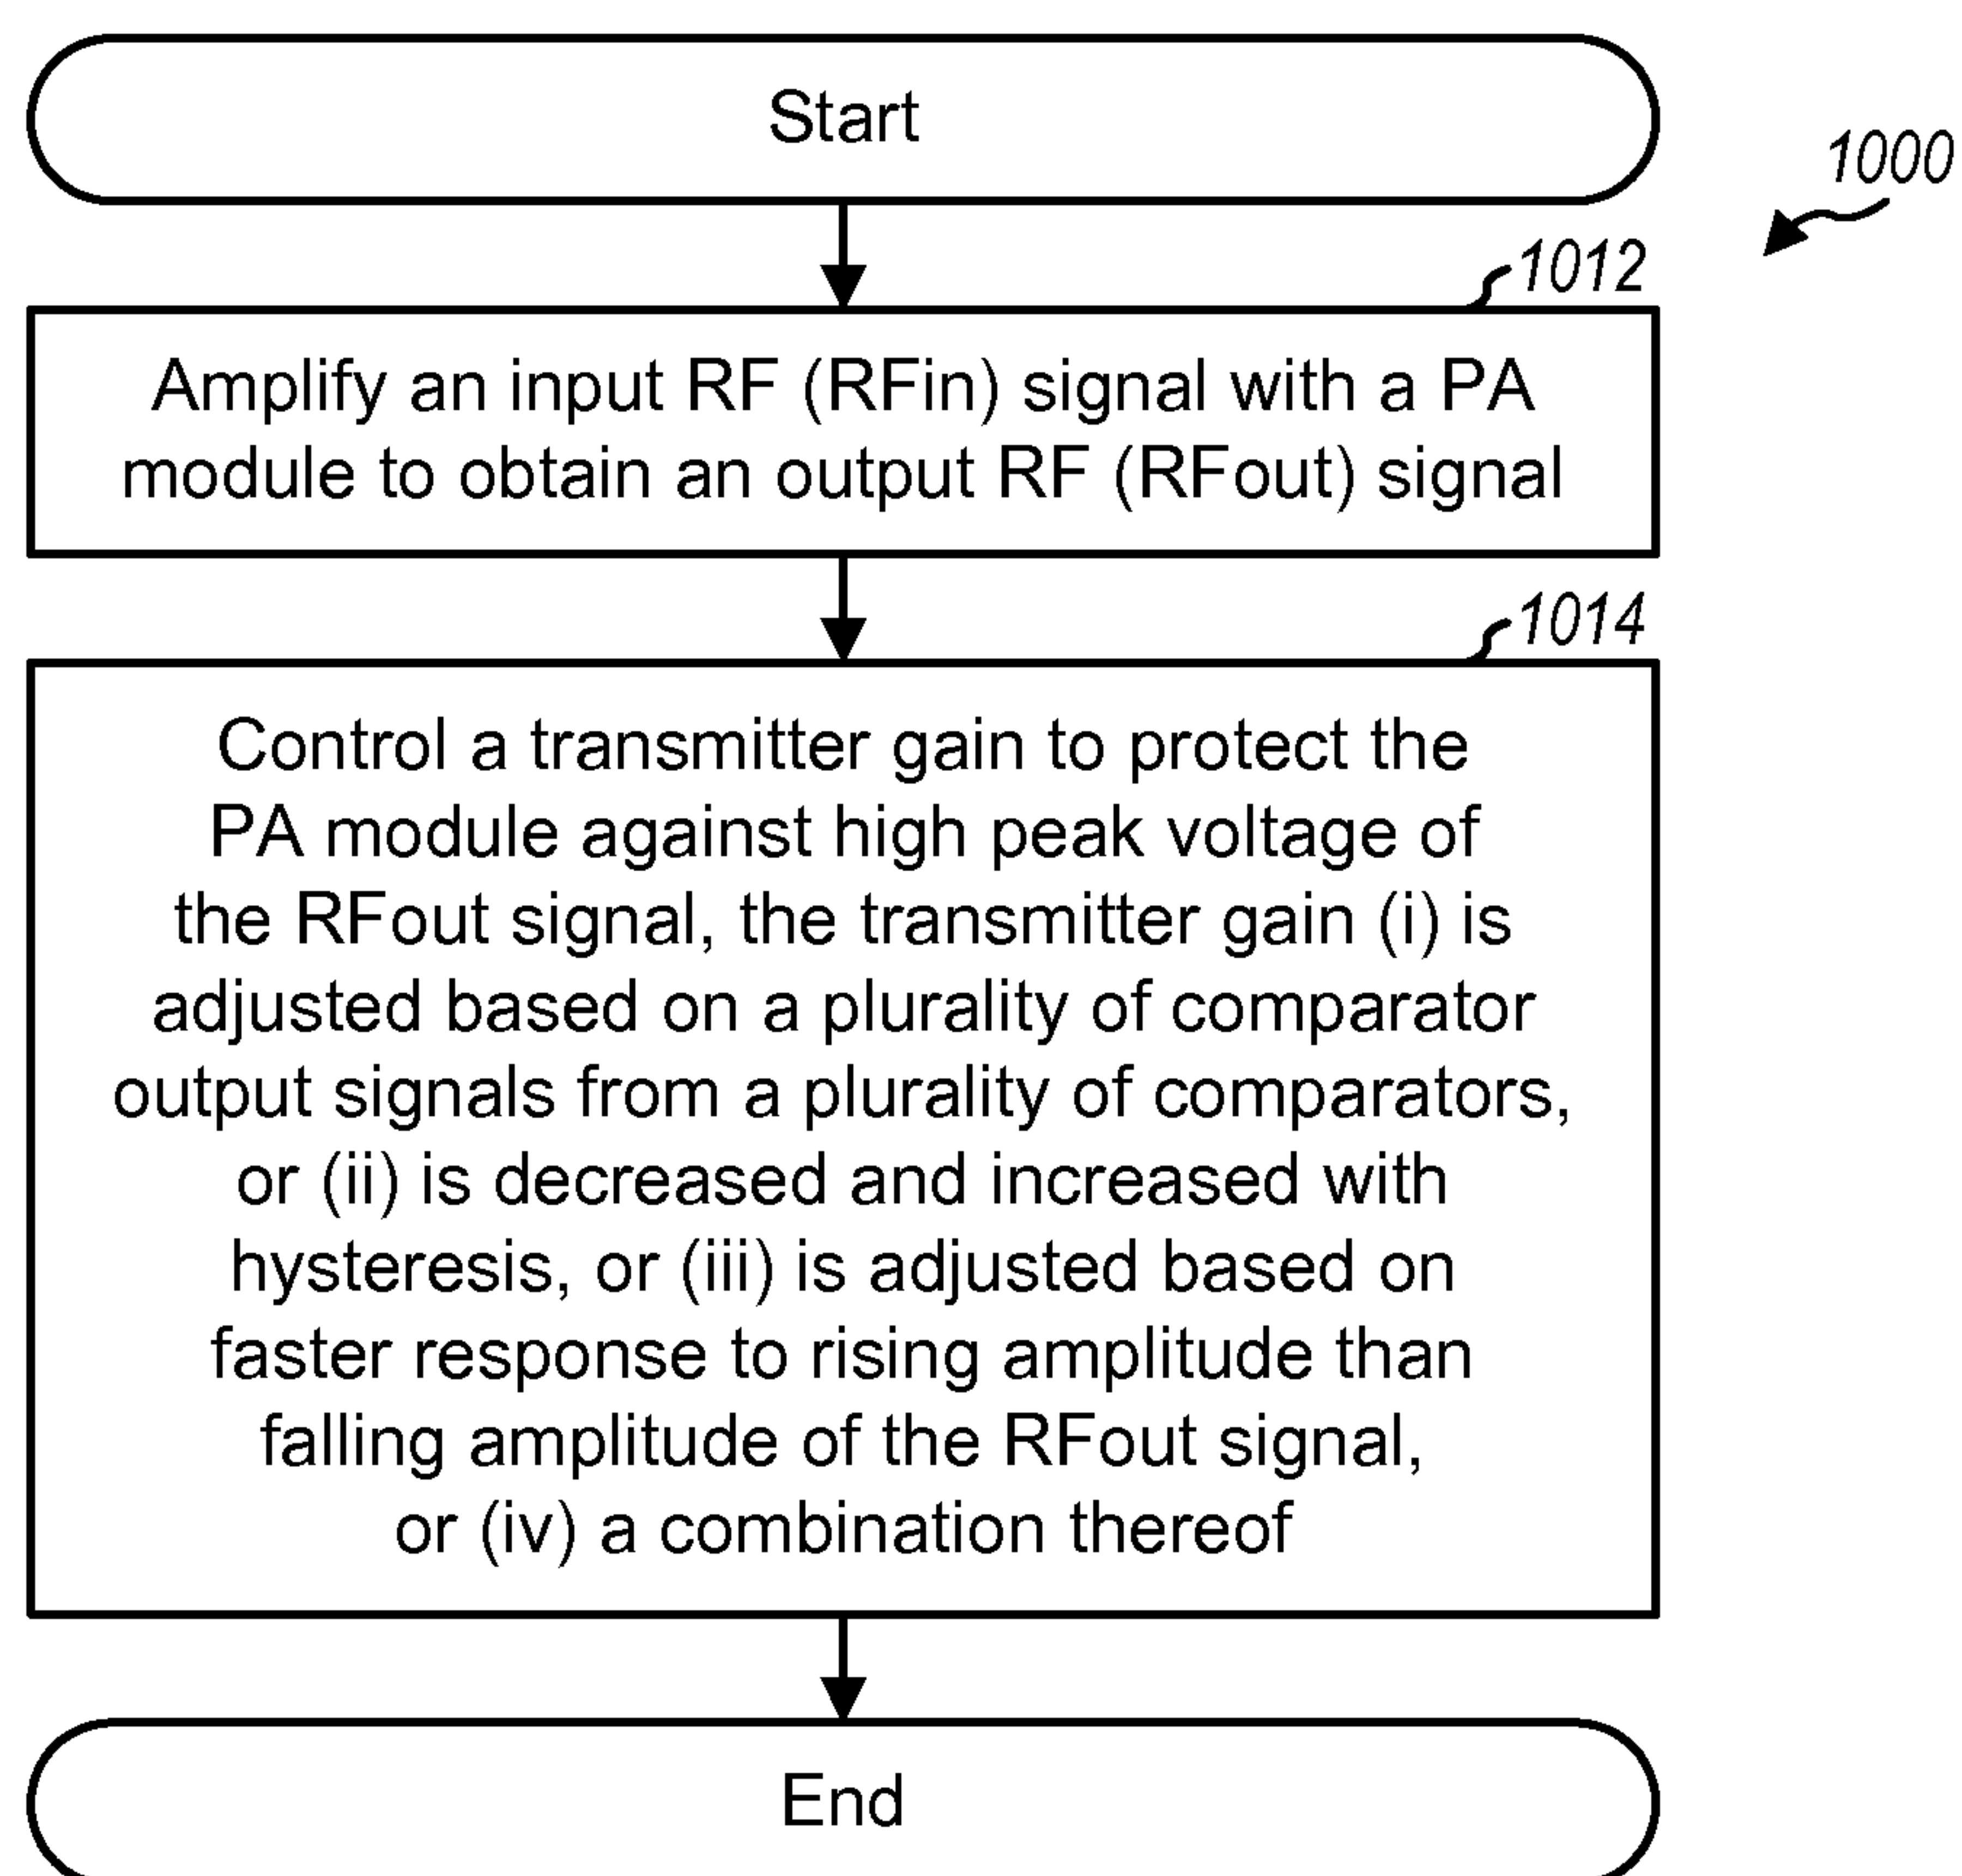 Start
1000
1012
Amplify an input RF (RFin) signal with a PA
module to obtain an output RF (RFout) signal
1014
Control a transmitter gain to protect the
PA module against high peak voltage of
the RFout signal, the transmitter gain (i) is
adjusted based on a plurality of comparator
output signals from a plurality of comparators,
or (ii) is decreased and increased with
hysteresis, or (iii) is adjusted based on
faster response to rising amplitude than
falling amplitude of the RFout signal,
or (iv) a combination thereof
End